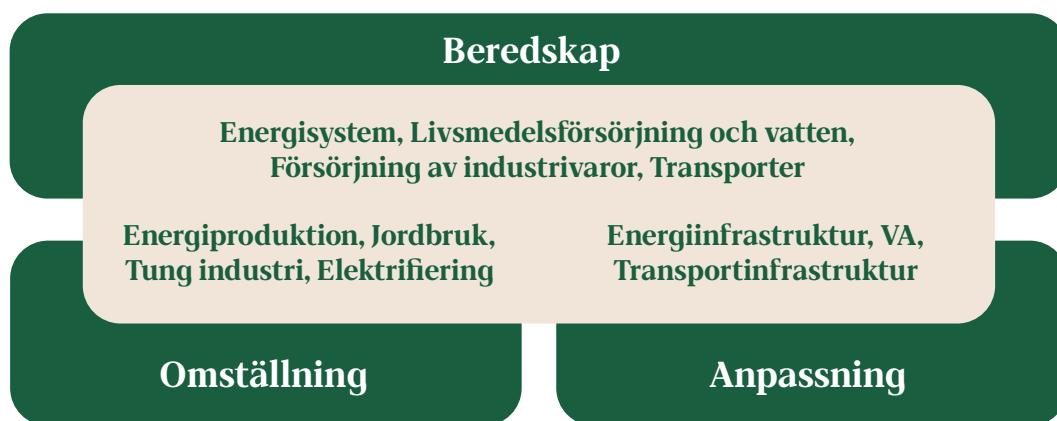 Beredskap
Energisystem, Livsmedelsförsörjning och vatten,
Försörjning av industrivaror, Transporter
Energiproduktion, Jordbruk,
Tung industri, Elektrifiering
Energiinfrastruktur, VA,
Transportinfrastruktur
Omställning
Anpassning